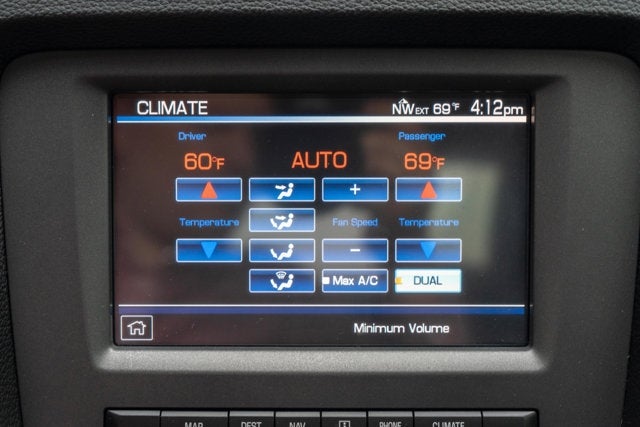 CLIMATE NW EXT 69°F 4:12pm
Driver Passenger
60°F AUTO 69°F
+
Temperature Fan Speed Temperature
-
Max A/C DUAL
Minimum Volume
MAP DEST NAV PHONE CLIMATE